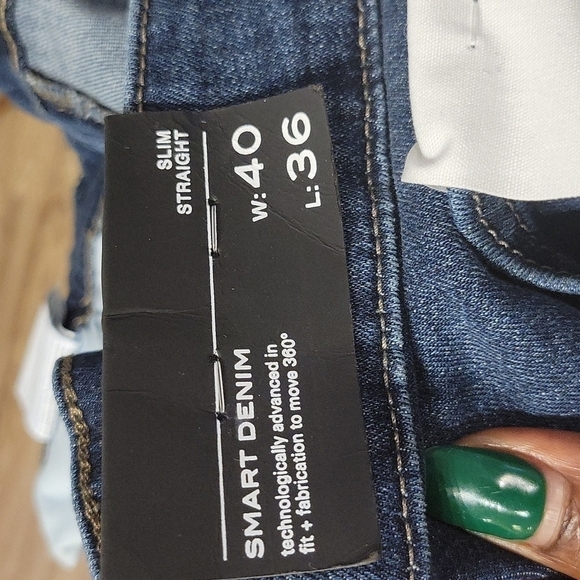 SMART DENIM
technologically advanced in
fit + fabrication to move 360°
SLIM
STRAIGHT
W: 40
L: 36